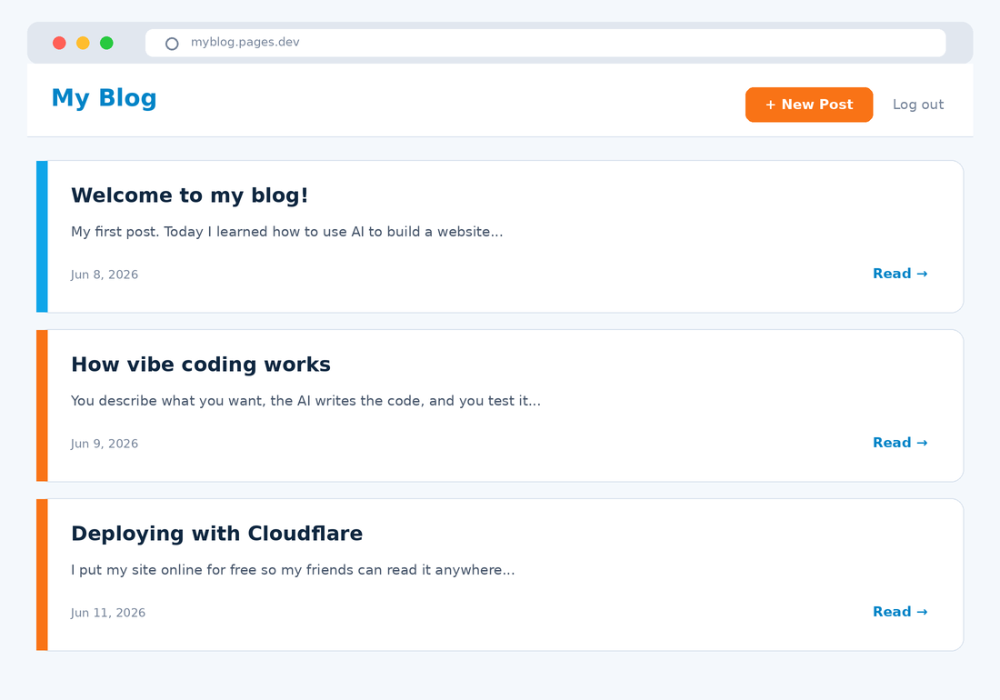 myblog.pages.dev
My Blog
+ New Post
Log out
Welcome to my blog!
My first post. Today I learned how to use AI to build a website...
Jun 8, 2026
Read →
How vibe coding works
You describe what you want, the AI writes the code, and you test it...
Jun 9, 2026
Read →
Deploying with Cloudflare
I put my site online for free so my friends can read it anywhere...
Jun 11, 2026
Read →